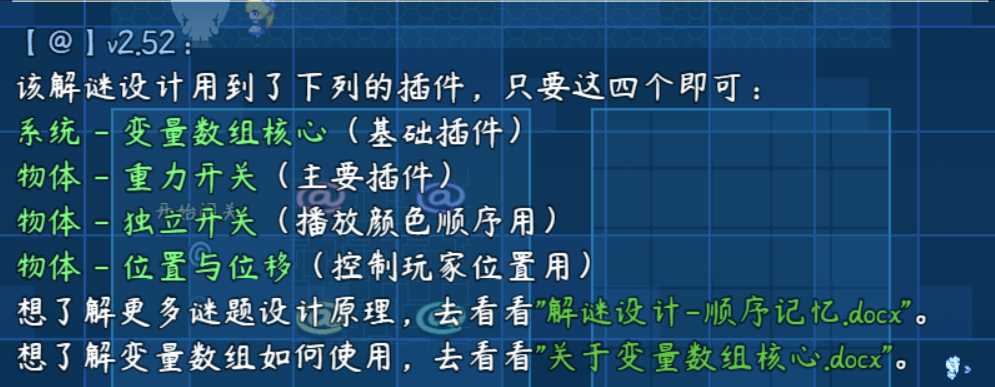 【@】v2.52：
该解谜设计用到了下列的插件，只要这四个即可：
系统 - 变量数组核心（基础插件）
物体 - 重力开关（主要插件）
物体 - 独立开关（播放颜色顺序用）
物体 - 位置与位移（控制玩家位置用）
想了解更多谜题设计原理，去看看"解谜设计-顺序记忆.docx"。
想了解变量数组如何使用，去看看"关于变量数组核心.docx"。